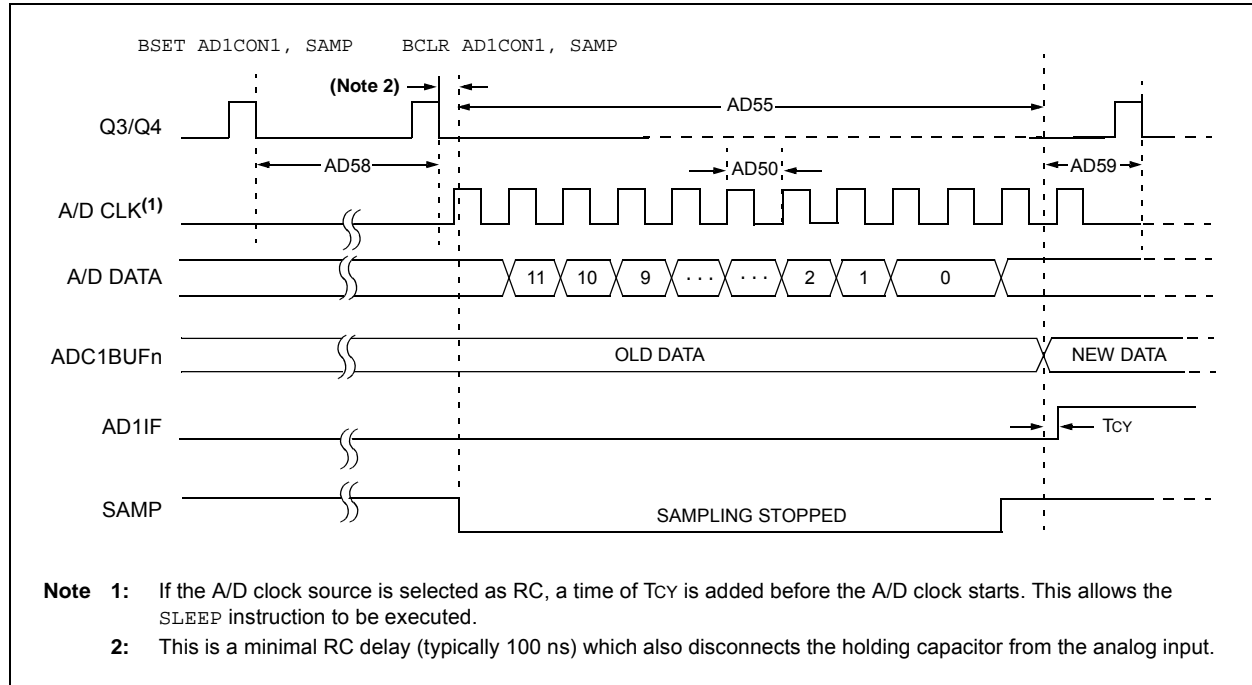 BSET AD1CON1, SAMP BCLR AD1CON1, SAMP
(Note 2)
AD55
Q3/Q4
AD58
AD50
AD59
A/D CLK(1)
A/D DATA
11 10 9 . . . . . . 2 1 0
ADC1BUFn
OLD DATA
NEW DATA
AD1IF
TCY
SAMP
SAMPLING STOPPED
Note 1: If the A/D clock source is selected as RC, a time of TCY is added before the A/D clock starts. This allows the
SLEEP instruction to be executed.
2: This is a minimal RC delay (typically 100 ns) which also disconnects the holding capacitor from the analog input.